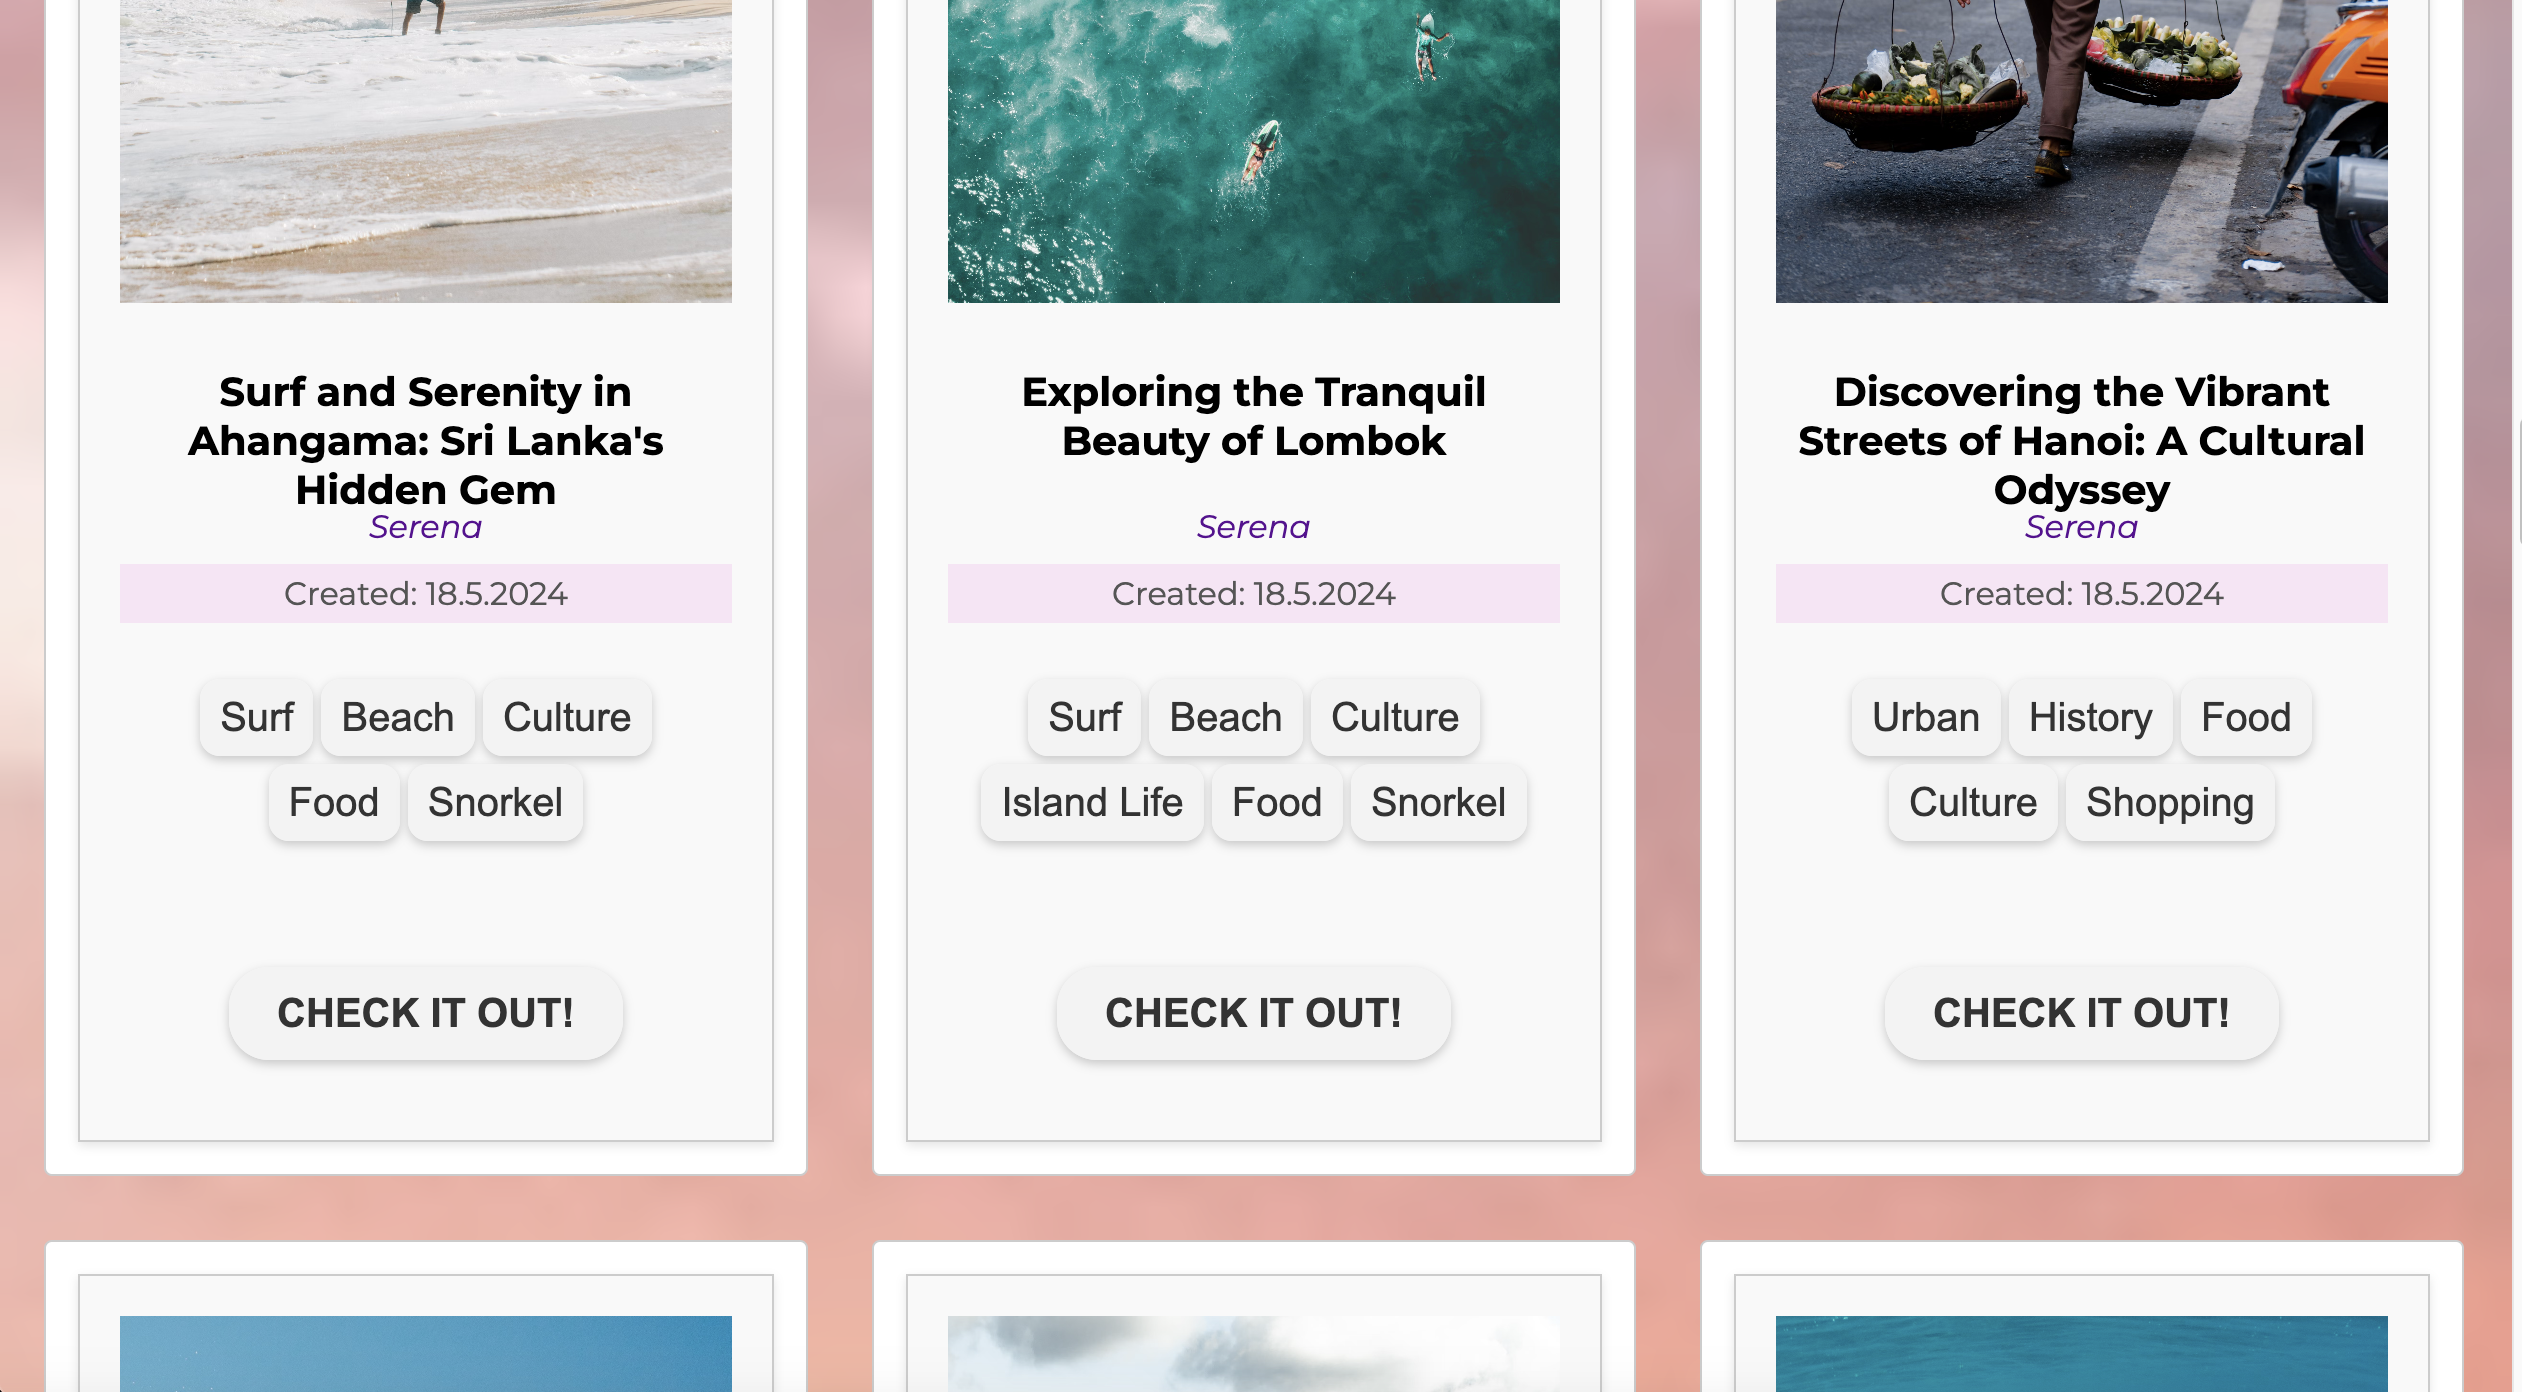 Surf and Serenity in
Ahangama: Sri Lanka's
Hidden Gem
Serena
Created: 18.5.2024
Surf Beach Culture
Food Snorkel
CHECK IT OUT!
Exploring the Tranquil
Beauty of Lombok
Serena
Created: 18.5.2024
Surf Beach Culture
Island Life Food Snorkel
CHECK IT OUT!
Discovering the Vibrant
Streets of Hanoi: A Cultural
Odyssey
Serena
Created: 18.5.2024
Urban History Food
Culture Shopping
CHECK IT OUT!